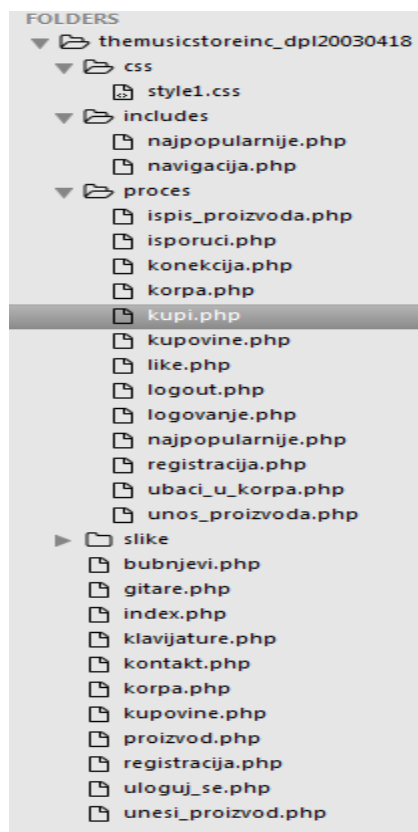 FOLDERS
themusicstoreinc_dpl20030418
css
style1.css
includes
najpopularnije.php
navigacija.php
proces
ispis_proizvoda.php
isporuci.php
konekcija.php
korpa.php
kupi.php
kupovine.php
like.php
logout.php
logovanje.php
najpopularnije.php
registracija.php
ubaci_u_korpa.php
unos_proizvoda.php
slike
bubnjevi.php
gitare.php
index.php
klavijature.php
kontakt.php
korpa.php
kupovine.php
proizvod.php
registracija.php
uloguj_se.php
unesi_proizvod.php